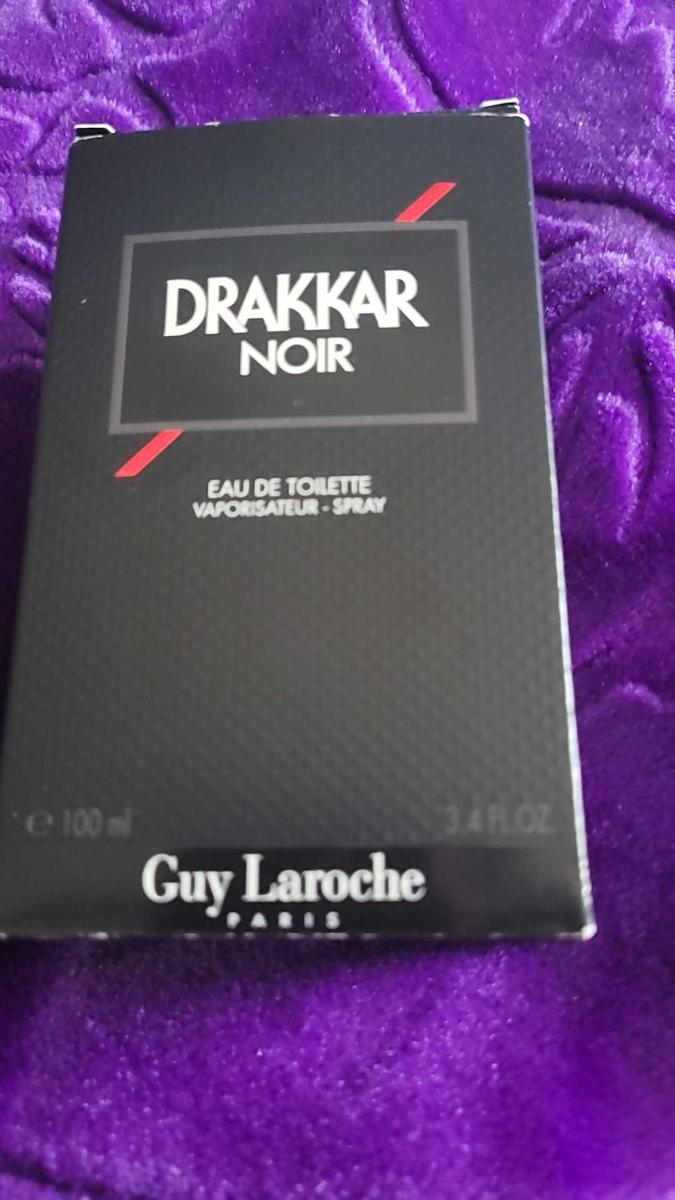 DRAKKAR
NOIR
EAU DE TOILETTE
VAPORISATEUR - SPRAY
e 100 ml 3.4 FL.OZ.
Guy Laroche
PARIS